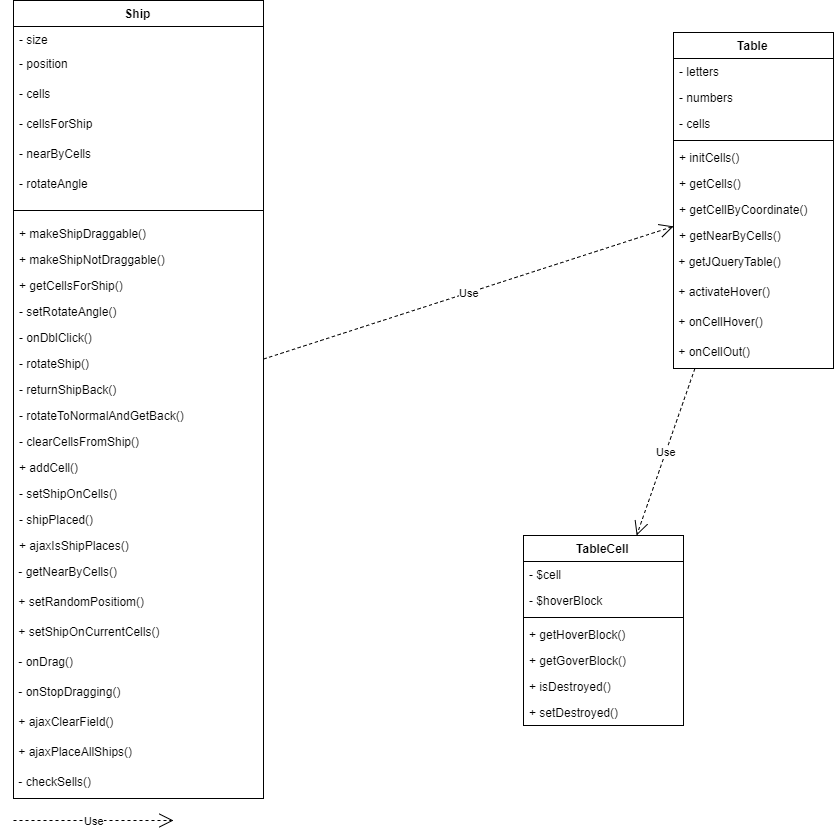 Ship
- size
- position
- cells
- cellsForShip
- nearByCells
- rotateAngle
+ makeShipDraggable()
+ makeShipNotDraggable()
+ getCellsForShip()
- setRotateAngle()
- onDblClick()
- rotateShip()
- returnShipBack()
- rotateToNormalAndGetBack()
- clearCellsFromShip()
+ addCell()
- setShipOnCells()
- shipPlaced()
+ ajaxIsShipPlaces()
- getNearByCells()
+ setRandomPositiom()
+ setShipOnCurrentCells()
- onDrag()
- onStopDragging()
+ ajaxClearField()
+ ajaxPlaceAllShips()
- checkSells()
Use
Use
Table
- letters
- numbers
- cells
+ initCells()
+ getCells()
+ getCellByCoordinate()
+ getNearByCells()
+ getJQueryTable()
+ activateHover()
+ onCellHover()
+ onCellOut()
Use
TableCell
- $cell
- $hoverBlock
+ getHoverBlock()
+ getGoverBlock()
+ isDestroyed()
+ setDestroyed()